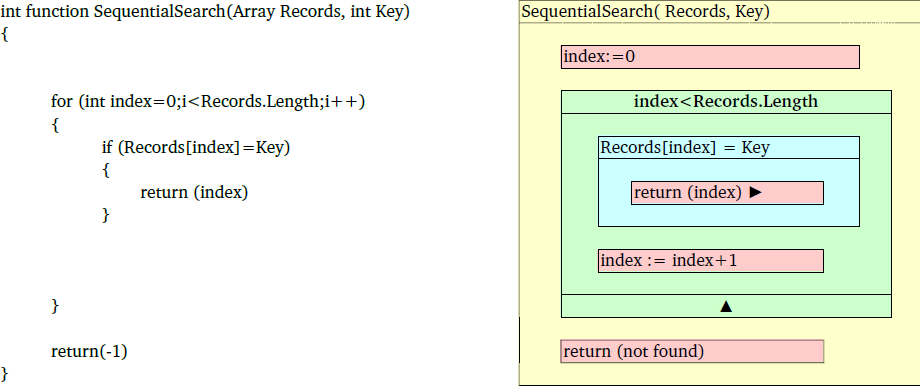 int function SequentialSearch(Array Records, int Key)
{
for (int index=0;i<Records.Length;i++)
{
if (Records[index]=Key)
{
return (index)
}
}
return(-1)
}
SequentialSearch( Records, Key)
index:=0
index<Records.Length
Records[index] = Key
return (index) ►
index := index+1
▲
return (not found)